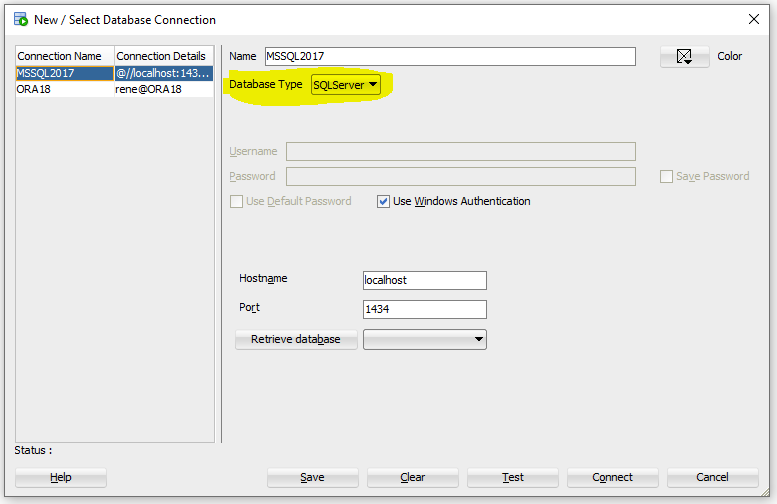 New / Select Database Connection
Connection Name Connection Details
MSSQL2017 @//localhost:143...
ORA18 rene@ORA18
Name MSSQL2017 Color
Database Type SQLServer
Username
Password Save Password
Use Default Password Use Windows Authentication
Hostname localhost
Port 1434
Retrieve database
Status :
Help Save Clear Test Connect Cancel